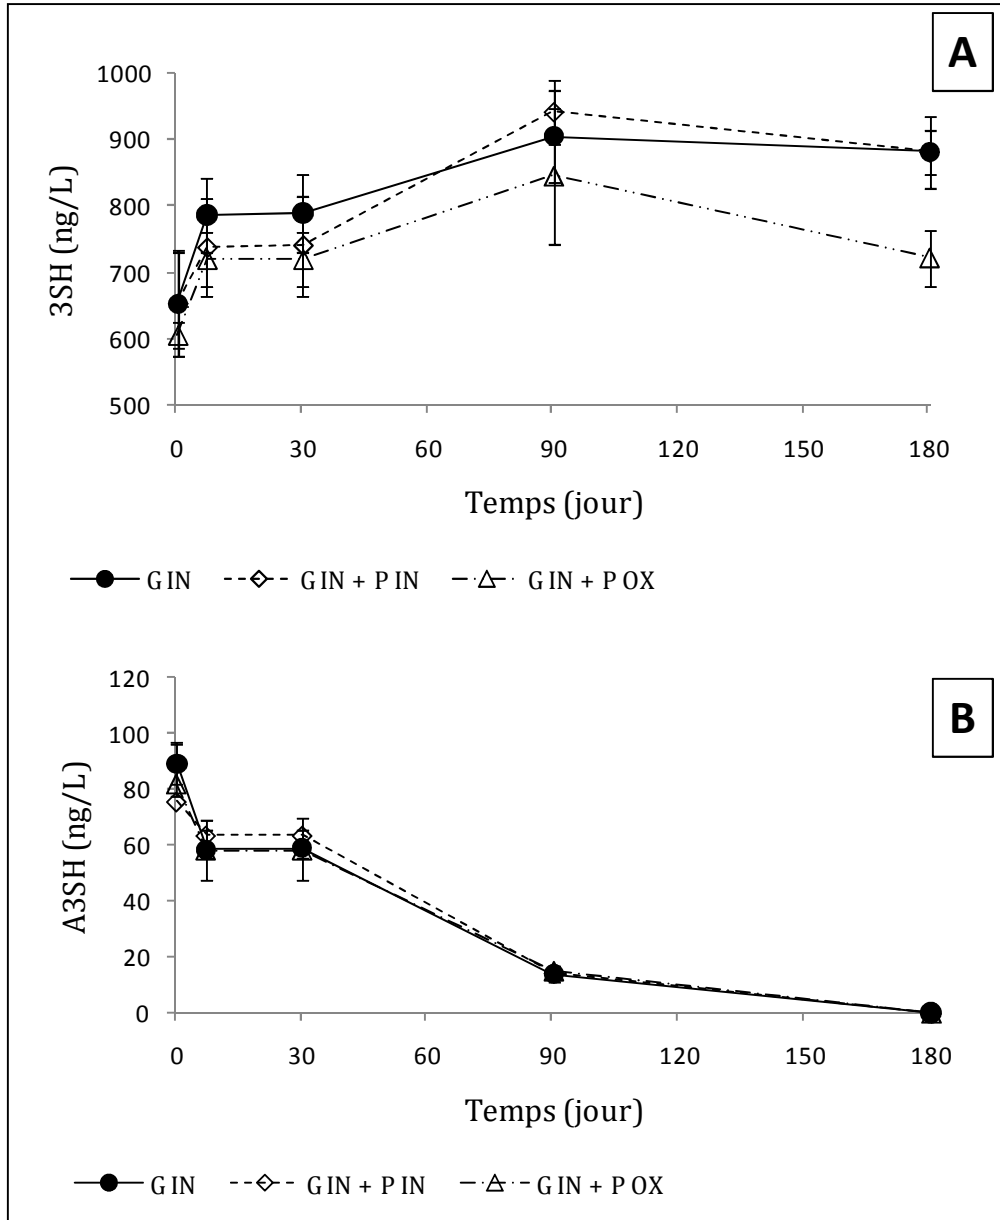 A
1000
900
800
700
600
500
3SH (ng/L)
0 30 60 90 120 150 180
Temps (jour)
G IN G IN + P IN G IN + P OX
B
120
100
80
60
40
20
0
A3SH (ng/L)
0 30 60 90 120 150 180
Temps (jour)
G IN G IN + P IN G IN + P OX